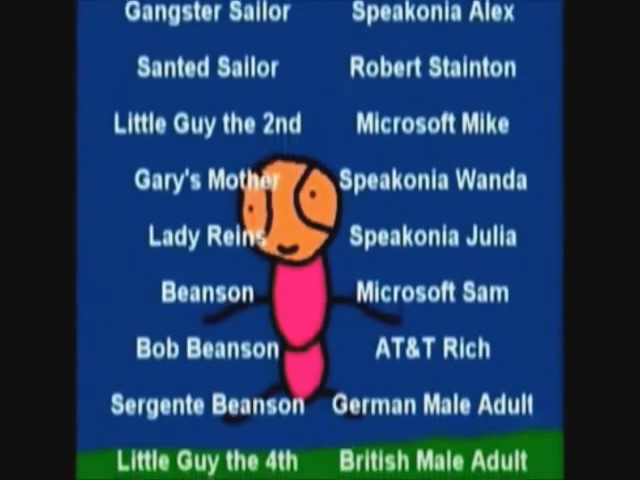 Gangster Sailor Speakonia Alex
Santed Sailor Robert Stainton
Little Guy the 2nd Microsoft Mike
Gary's Mother Speakonia Wanda
Lady Reins Speakonia Julia
Beanson Microsoft Sam
Bob Beanson AT&T Rich
Sergente Beanson German Male Adult
Little Guy the 4th British Male Adult